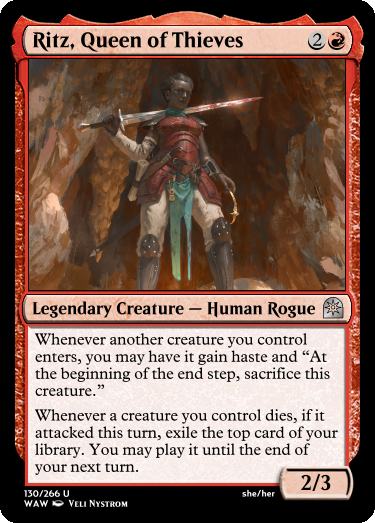 Ritz, Queen of Thieves 2
Legendary Creature — Human Rogue
Whenever another creature you control
enters, you may have it gain haste and “At
the beginning of the end step, sacrifice this
creature.”
Whenever a creature you control dies, if it
attacked this turn, exile the top card of your
library. You may play it until the end of
your next turn.
2/3
130/266 U she/her
WAW Veli Nystrom